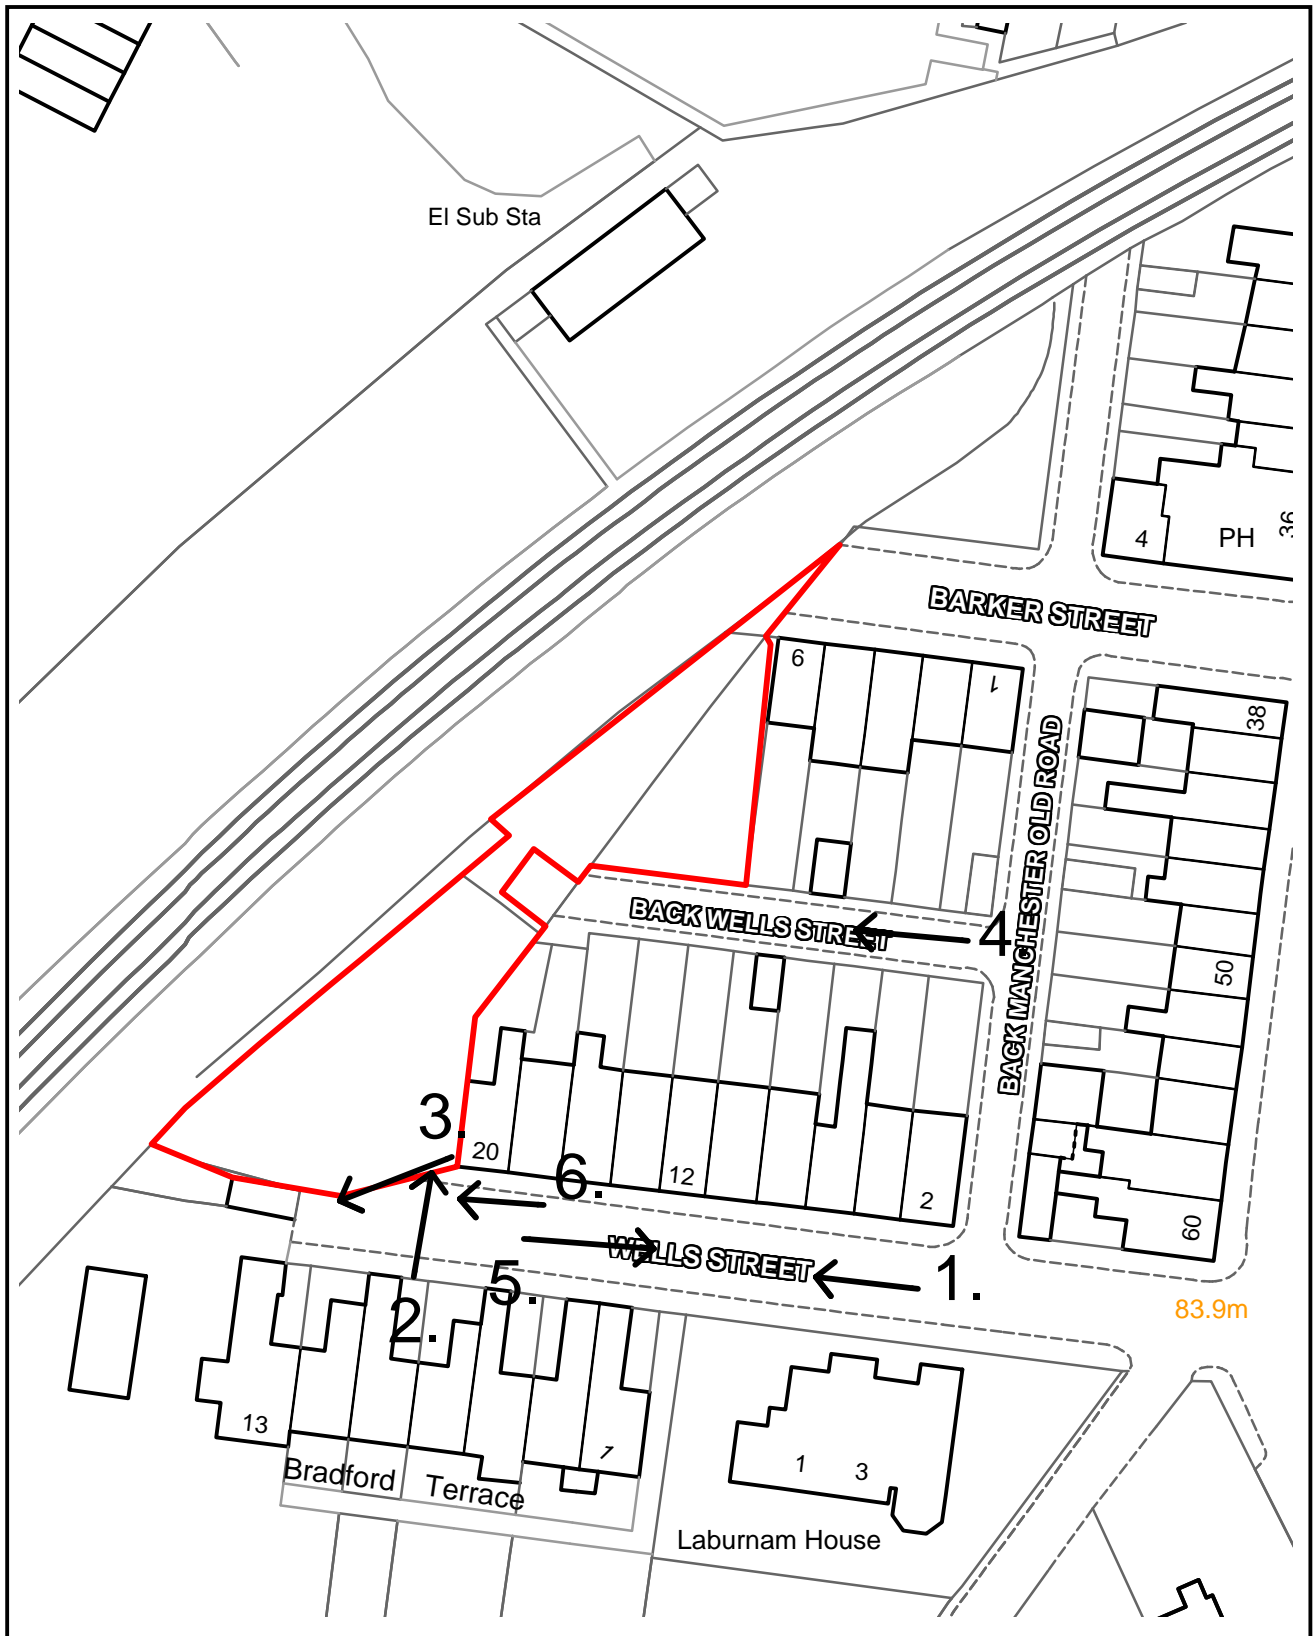 El Sub Sta
4
PH
36
BARKER STREET
6
1
38
BACK MANCHESTER OLD ROAD
BACK WELLS STREET
4
50
3.
20
12
6.
2
60
WELLS STREET
5.
1.
2.
83.9m
13
1
1
3
Bradford Terrace
Laburnam House